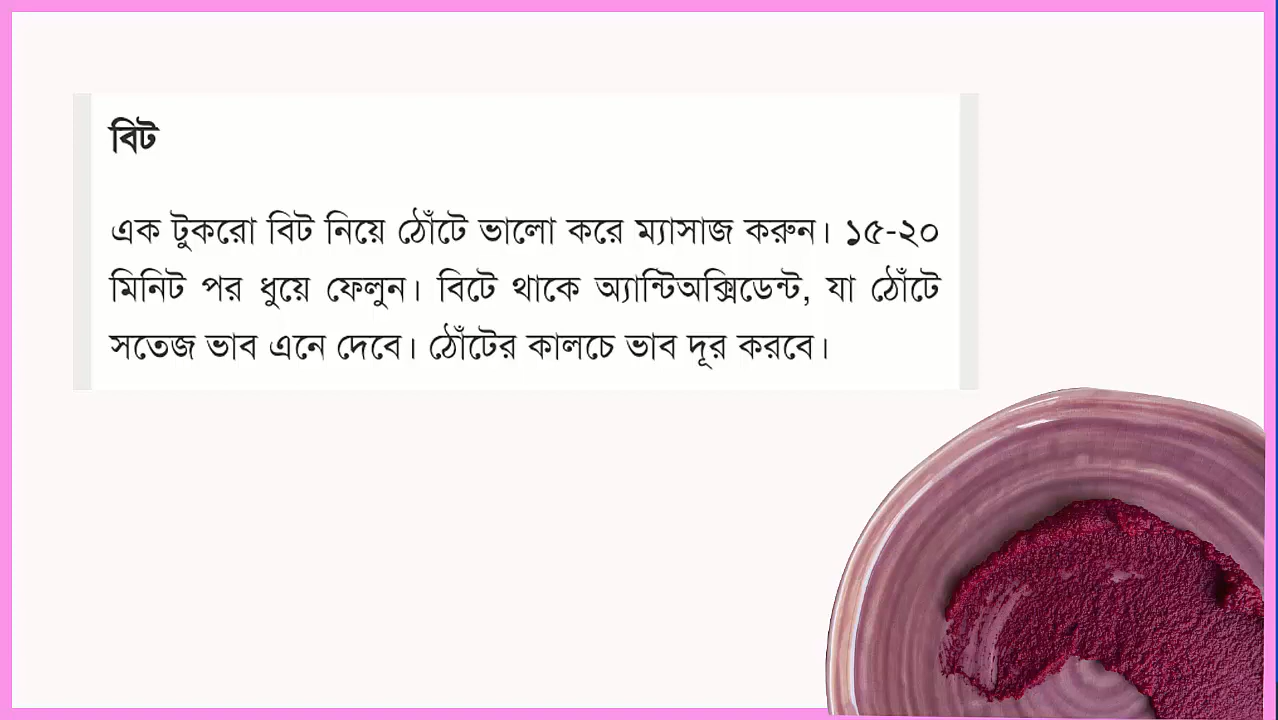 বিট
এক টুকরো বিট নিয়ে ঠোঁটে ভালো করে ম্যাসাজ করুন। ১৫-২০
মিনিট পর ধুয়ে ফেলুন। বিটে থাকে অ্যান্টিঅক্সিডেন্ট, যা ঠোঁটে
সতেজ ভাব এনে দেবে। ঠোঁটের কালচে ভাব দূর করবে।